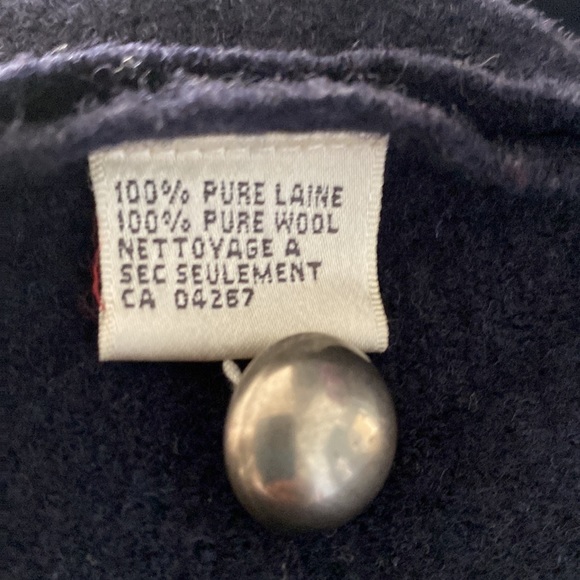 100% PURE LAINE
100% PURE WOOL
NETTOYAGE A
SEC SEULEMENT
CA 04267